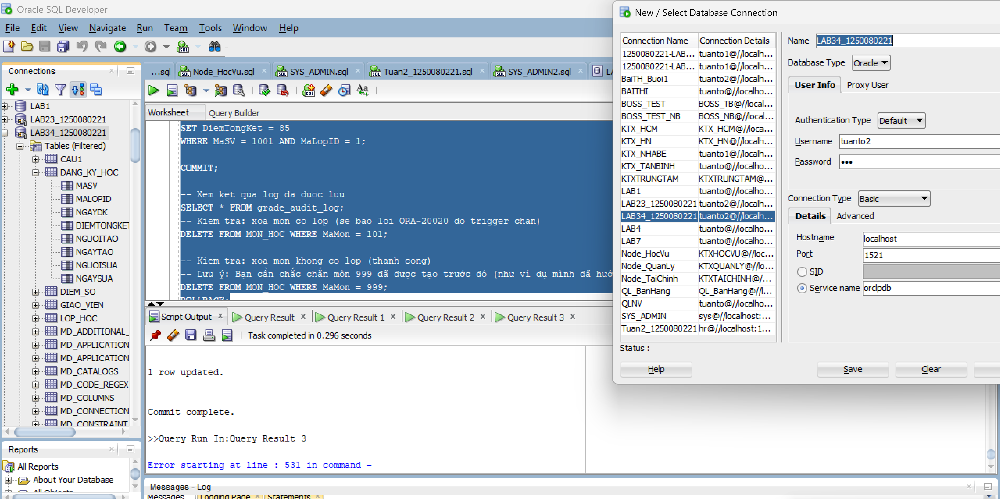 Oracle SQL Developer
File Edit View Navigate Run Team Tools Window Help
Connections
LAB1
LAB23_1250080221
LAB34_1250080221
Tables (Filtered)
CAU1
DANG_KY_HOC
MASV
MALOPID
NGAYDK
DIEMTONGKET
NGUOITAO
NGAYTAO
NGUOISUA
NGAYSUA
DIEM_SO
GIAO_VIEN
LOP_HOC
MD_ADDITIONAL_
MD_APPLICATION
MD_APPLICATION
MD_CATALOGS
MD_CODE_REGEX
MD_COLUMNS
MD_CONNECTION
MD_CONSTRAINT
Reports
All Reports
About Your Database
All Objects
...sql Node_HocVu.sql SYS_ADMIN.sql Tuan2_1250080221.sql SYS_ADMIN2.sql
Worksheet Query Builder
SET DiemTongKet = 85
WHERE MaSV = 1001 AND MaLopID = 1;
COMMIT;
-- Xem ket qua log da duoc luu
SELECT * FROM grade_audit_log;
-- Kiem tra: xoa mon co lop (se bao loi ORA-20020 do trigger chan)
DELETE FROM MON_HOC WHERE MaMon = 101;
-- Kiem tra: xoa mon khong co lop (thanh cong)
-- Lưu ý: Bạn cần chắc chắn môn 999 đã được tạo trước đó (như ví dụ mình đã hướ
DELETE FROM MON_HOC WHERE MaMon = 999;
ROLLBACK;
Script Output Query Result Query Result 1 Query Result 2 Query Result 3
Task completed in 0.296 seconds
1 row updated.
Commit complete.
>>Query Run In:Query Result 3
Error starting at line : 531 in command -
Messages - Log
Messages Logging Page Statements
New / Select Database Connection
Connection Name Connection Details
1250080221-LAB... tuanto1@//localh...
1250080221-LAB... tuanto1@//localh...
BaiTH_Buoi1 tuanto2@//localh...
BAITHI tuanto@//localho...
BOSS_TEST BOSS_TB@//local...
BOSS_TEST_NB BOSS_NB@//local...
KTX_HCM KTX_HCM@//loca...
KTX_HN KTX_HN@//localh...
KTX_NHABE tuanto1@//localh...
KTX_TANBINH tuanto@//localho...
KTXTRUNGTAM KTXTRUNGTAM@...
LAB1 tuanto@//localho...
LAB23_1250080221 tuanto2@//localh...
LAB34_1250080221 tuanto2@//localh...
LAB4 tuanto@//localho...
LAB7 tuanto@//localho...
Node_HocVu KTXHOCVU@//loc...
Node_QuanLy KTXQUANLY@//lo...
Node_TaiChinh KTXTAICHINH@/...
QL_BanHang QL_BanHang@//l...
QLNV tuanto@//localho...
SYS_ADMIN sys@//localhost:...
Tuan2_1250080221 hr@//localhost:1...
Status :
Help Save Clear
Name LAB34_1250080221
Database Type Oracle
User Info Proxy User
Authentication Type Default
Username tuanto2
Password •••
Connection Type Basic
Details Advanced
Hostname localhost
Port 1521
SID
Service name orclpdb